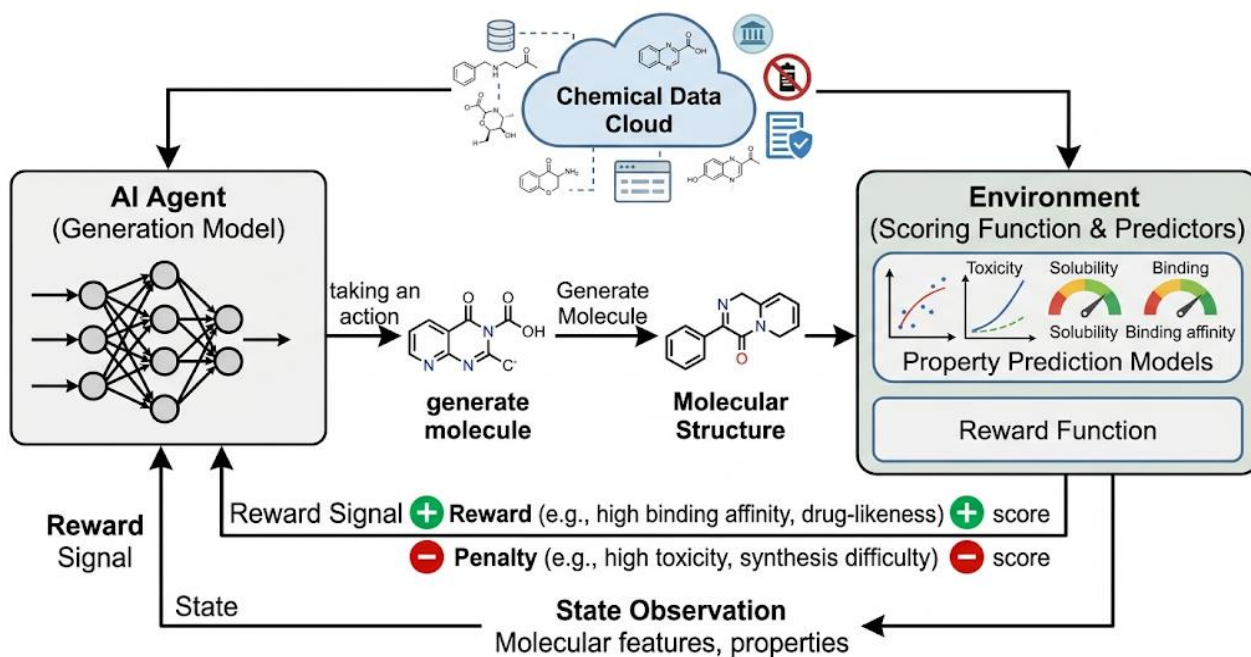 Chemical Data
Cloud
N
N
O
OH
O
N
H
O
O
N
O
H
OH
O
NH₂
O
HO
N
N
O
AI Agent
(Generation Model)
taking an
action
O
O
N
OH
N
N
C
generate
molecule
Generate
Molecule
N
N
O
Molecular
Structure
Environment
(Scoring Function & Predictors)
Toxicity
Solubility
Binding
Solubility
Binding affinity
Property Prediction Models
Reward Function
Reward Signal + Reward (e.g., high binding affinity, drug-likeness) + score
− Penalty (e.g., high toxicity, synthesis difficulty) − score
Reward
Signal
State
State Observation
Molecular features, properties